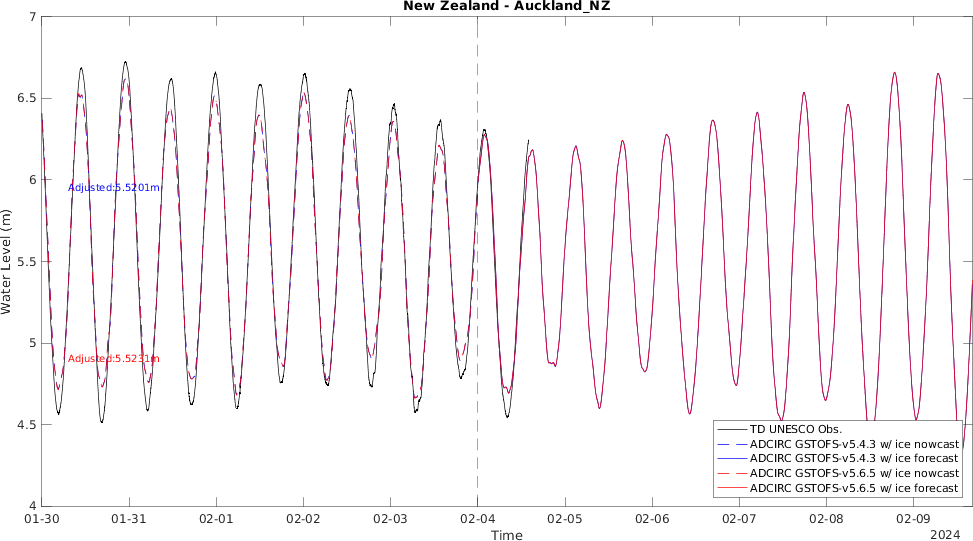 New Zealand - Auckland_NZ
7
6.5
6
5.5
5
4.5
4
Water Level (m)
Adjusted:5.5201m
Adjusted:5.5231m
TD UNESCO Obs.
ADCIRC GSTOFS-v5.4.3 w/ ice nowcast
ADCIRC GSTOFS-v5.4.3 w/ ice forecast
ADCIRC GSTOFS-v5.6.5 w/ ice nowcast
ADCIRC GSTOFS-v5.6.5 w/ ice forecast
01-30 01-31 02-01 02-02 02-03 02-04 02-05 02-06 02-07 02-08 02-09
Time
2024